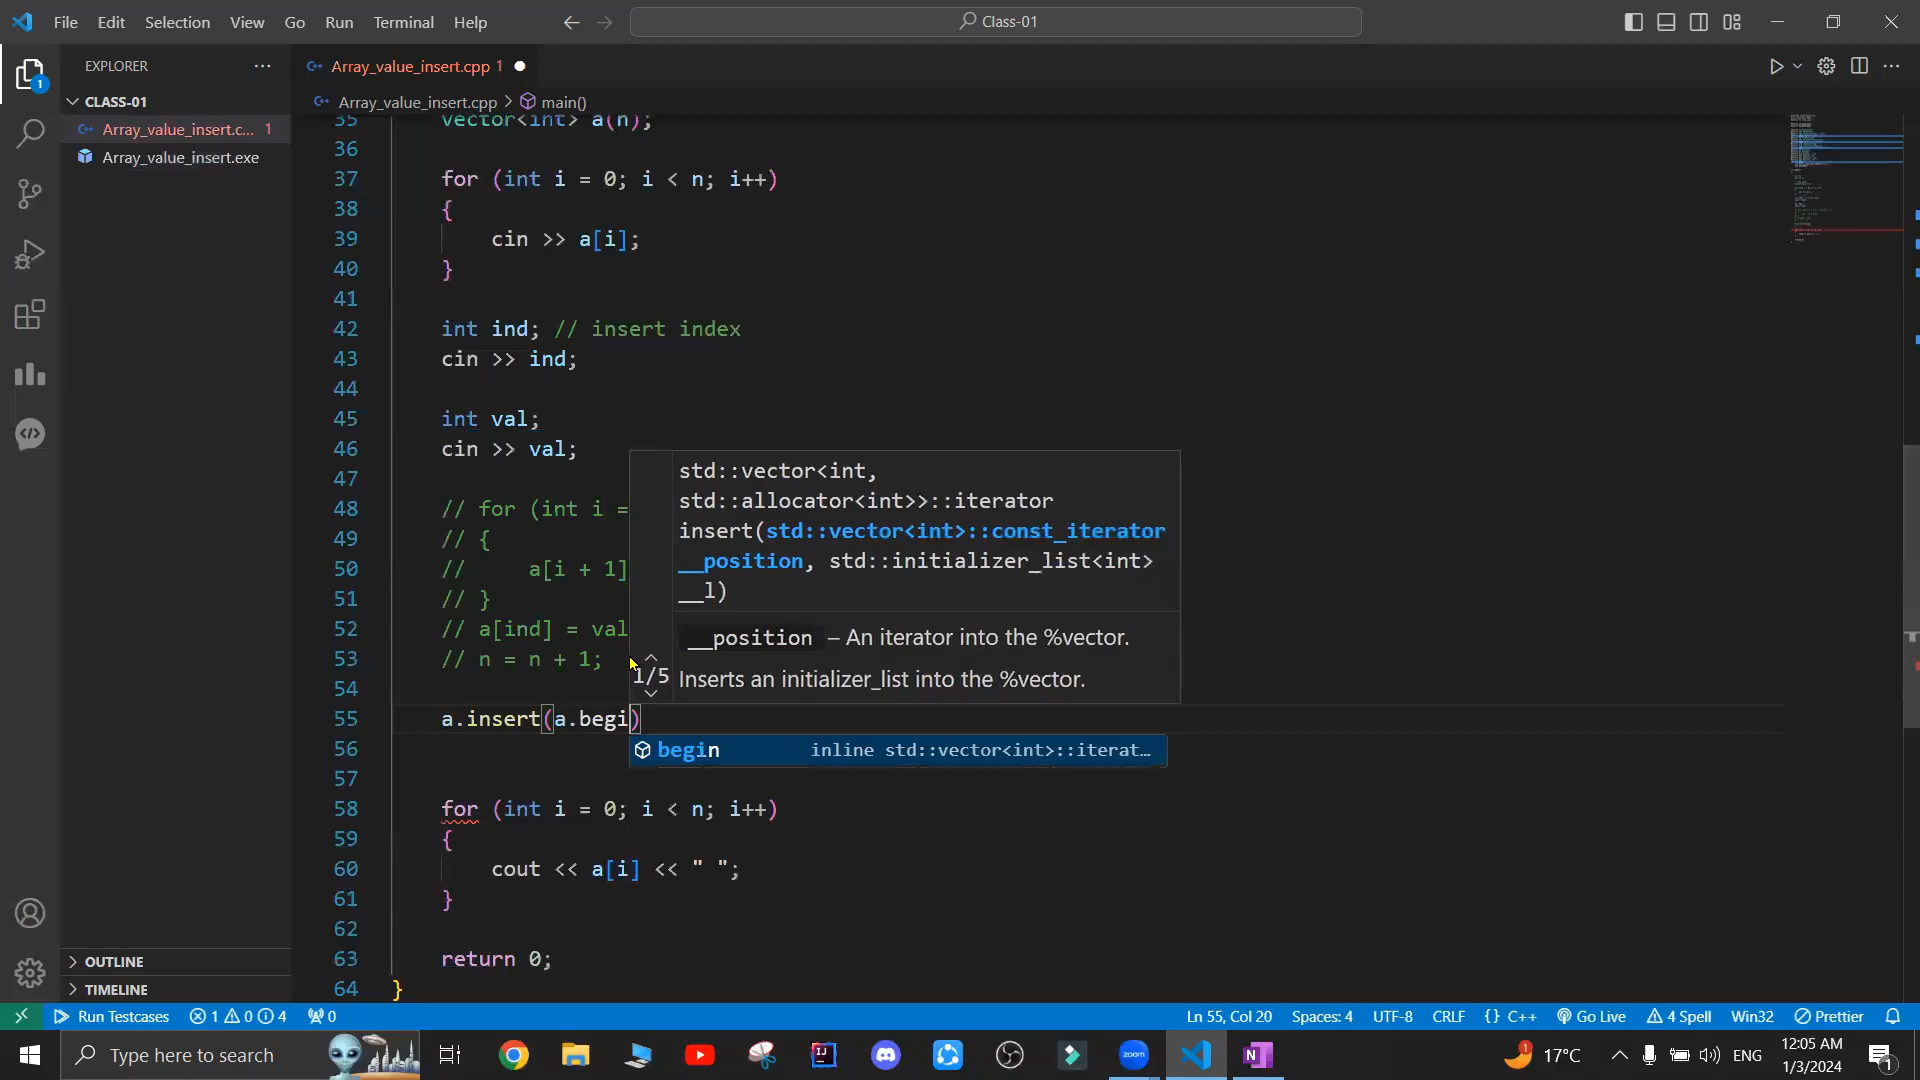 File Edit Selection View Go Run Terminal Help
Class-01
EXPLORER
Array_value_insert.cpp 1
CLASS-01
Array_value_insert.cpp > main()
Array_value_insert.c... 1
Array_value_insert.exe
35 vector<int> a(n);
36
37 for (int i = 0; i < n; i++)
38 {
39 cin >> a[i];
40 }
41
42 int ind; // insert index
43 cin >> ind;
44
45 int val;
46 cin >> val;
47
48 // for (int i =
49 // {
50 // a[i + 1]
51 // }
52 // a[ind] = val
53 // n = n + 1;
54
std::vector<int,
std::allocator<int>>::iterator
insert(std::vector<int>::const_iterator
__position, std::initializer_list<int>
__l)
__position – An iterator into the %vector.
1/5
Inserts an initializer_list into the %vector.
55 a.insert(a.begi)
begin inline std::vector<int>::iterat...
56
57
58 for (int i = 0; i < n; i++)
59 {
60 cout << a[i] << " ";
61 }
62
63 return 0;
64 }
OUTLINE
TIMELINE
Run Testcases 1 0 4 0
Ln 55, Col 20 Spaces: 4 UTF-8 CRLF {} C++ Go Live 4 Spell Win32 Prettier
Type here to search
zoom
17°C
ENG
12:05 AM
1/3/2024